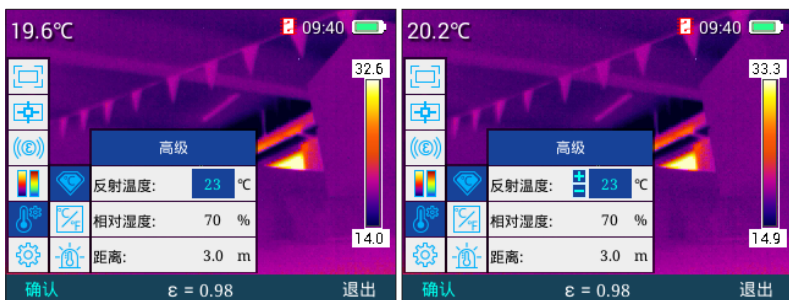 19.6℃
09:40
32.6
高级
反射温度: 23 ℃
相对湿度: 70 %
距离: 3.0 m
14.0
确认 ε = 0.98 退出
20.2℃
09:40
33.3
高级
反射温度: 23 ℃
相对湿度: 70 %
距离: 3.0 m
14.9
确认 ε = 0.98 退出